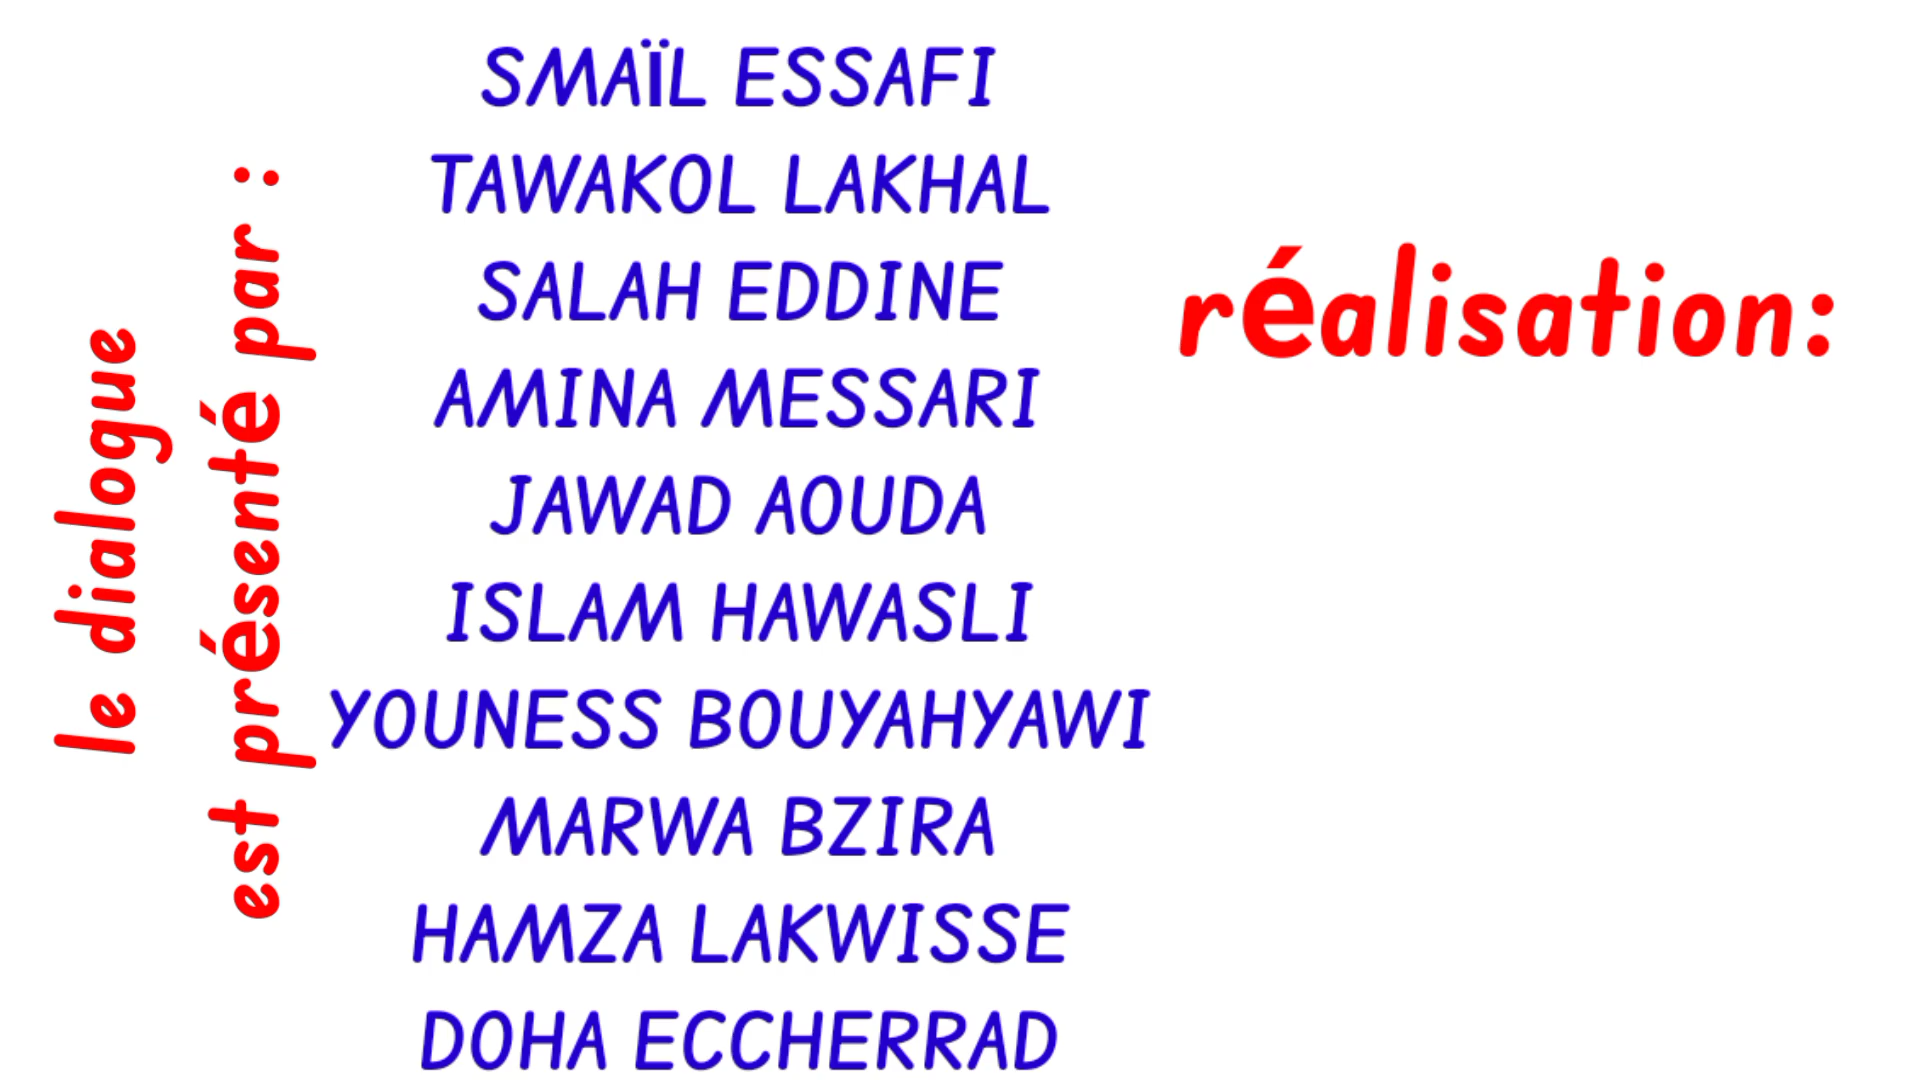 le dialogue
est présenté par :
SMAÏL ESSAFI
TAWAKOL LAKHAL
SALAH EDDINE
AMINA MESSARI
JAWAD AOUDA
ISLAM HAWASLI
YOUNESS BOUYAHYAWI
MARWA BZIRA
HAMZA LAKWISSE
DOHA ECCHERRAD
réalisation: